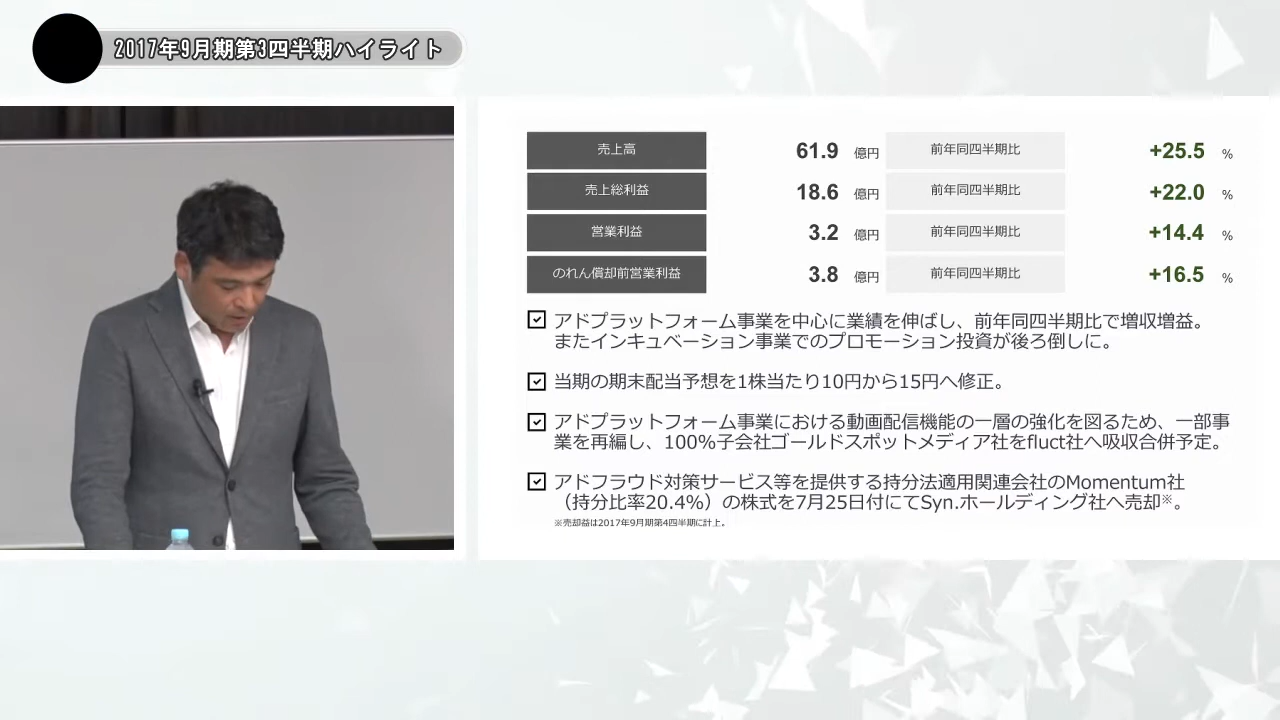 2017年9月期第3四半期ハイライト
売上高 61.9 億円 前年同四半期比 +25.5 %
売上総利益 18.6 億円 前年同四半期比 +22.0 %
営業利益 3.2 億円 前年同四半期比 +14.4 %
のれん償却前営業利益 3.8 億円 前年同四半期比 +16.5 %
アドプラットフォーム事業を中心に業績を伸ばし、前年同四半期比で増収増益。
またインキュベーション事業でのプロモーション投資が後ろ倒しに。
当期の期末配当予想を1株当たり10円から15円へ修正。
アドプラットフォーム事業における動画配信機能の一層の強化を図るため、一部事
業を再編し、100%子会社ゴールドスポットメディア社をfluct社へ吸収合併予定。
アドフラウド対策サービス等を提供する持分法適用関連会社のMomentum社
（持分比率20.4%）の株式を7月25日付にてSyn.ホールディング社へ売却※。
※売却益は2017年9月期第4四半期に計上。